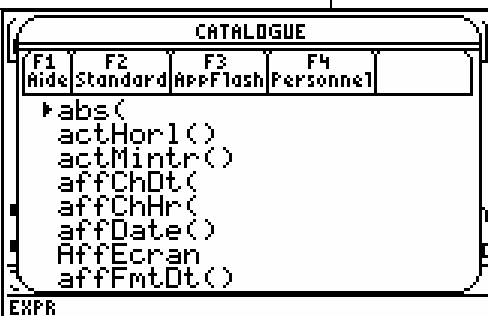 CATALOGUE
F1 F2 F3 F4
Aide Standard AppFlash Personnel
abs(
actHorl()
actMintr()
affChDt(
affChHr(
affDate()
AffEcran
affFmtDt()
EXPR